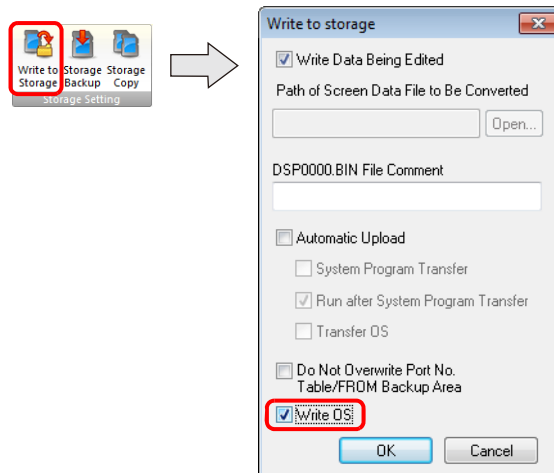 Write to Storage Storage
Storage Backup Copy
Storage Setting
Write to storage
Write Data Being Edited
Path of Screen Data File to Be Converted
Open...
DSP0000.BIN File Comment
Automatic Upload
System Program Transfer
Run after System Program Transfer
Transfer OS
Do Not Overwrite Port No.
Table/FROM Backup Area
Write OS
OK Cancel